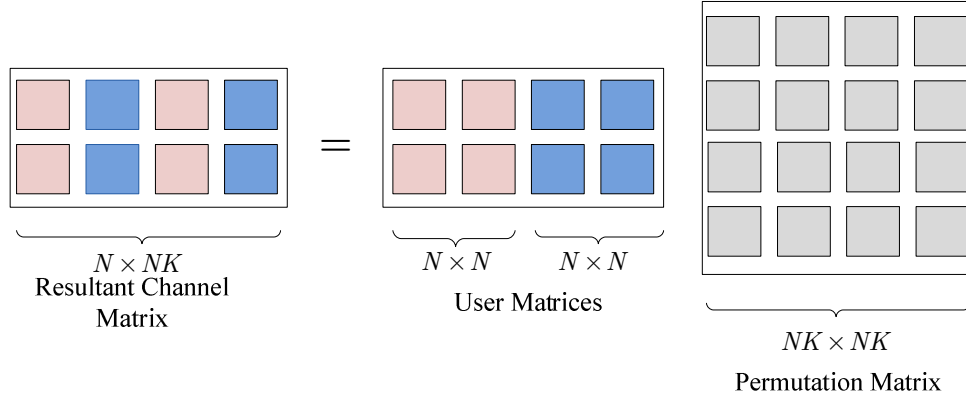 =
N × NK
Resultant Channel
Matrix
N × N
N × N
User Matrices
NK × NK
Permutation Matrix